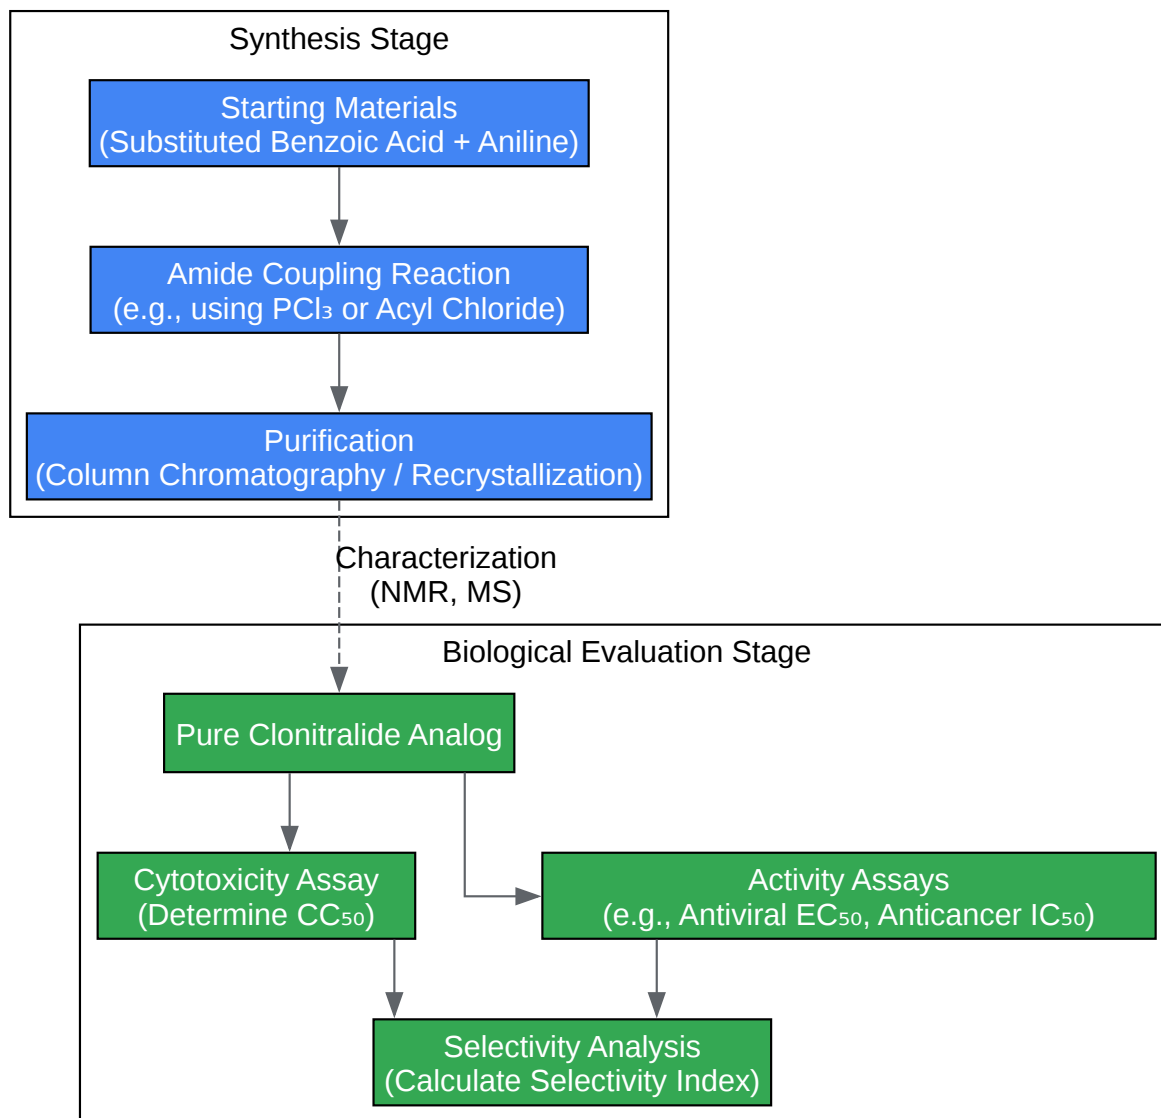 Synthesis Stage
Starting Materials
(Substituted Benzoic Acid + Aniline)
Amide Coupling Reaction
(e.g., using PCl₃ or Acyl Chloride)
Purification
(Column Chromatography / Recrystallization)
Characterization
(NMR, MS)
Biological Evaluation Stage
Pure Clonitralide Analog
Cytotoxicity Assay
(Determine CC₅₀)
Activity Assays
(e.g., Antiviral EC₅₀, Anticancer IC₅₀)
Selectivity Analysis
(Calculate Selectivity Index)